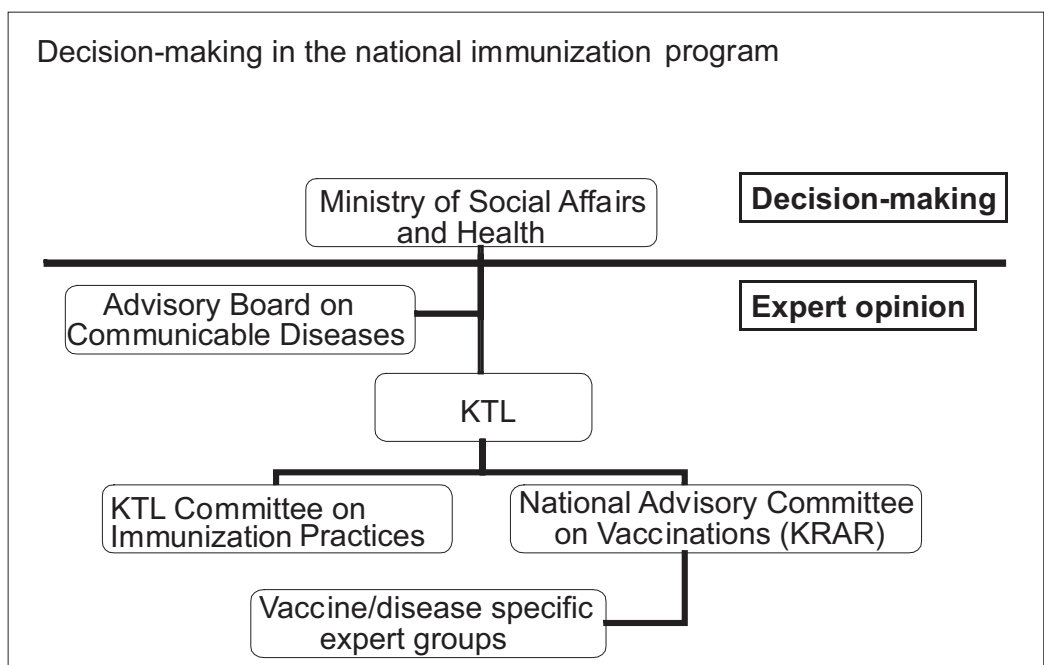 Decision-making in the national immunization program
Ministry of Social Affairs
and Health
Decision-making
Advisory Board on
Communicable Diseases
Expert opinion
KTL
KTL Committee on
Immunization Practices
National Advisory Committee
on Vaccinations (KRAR)
Vaccine/disease specific
expert groups